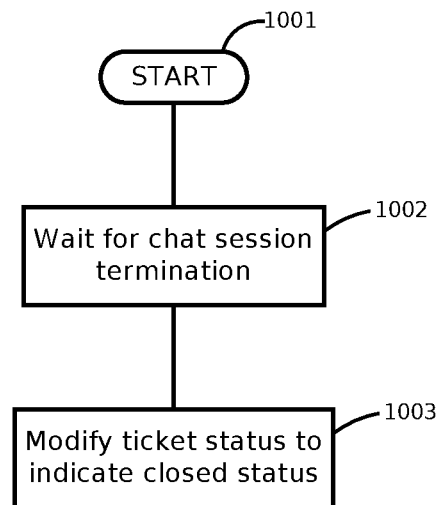 1001
START
1002
Wait for chat session
termination
1003
Modify ticket status to
indicate closed status